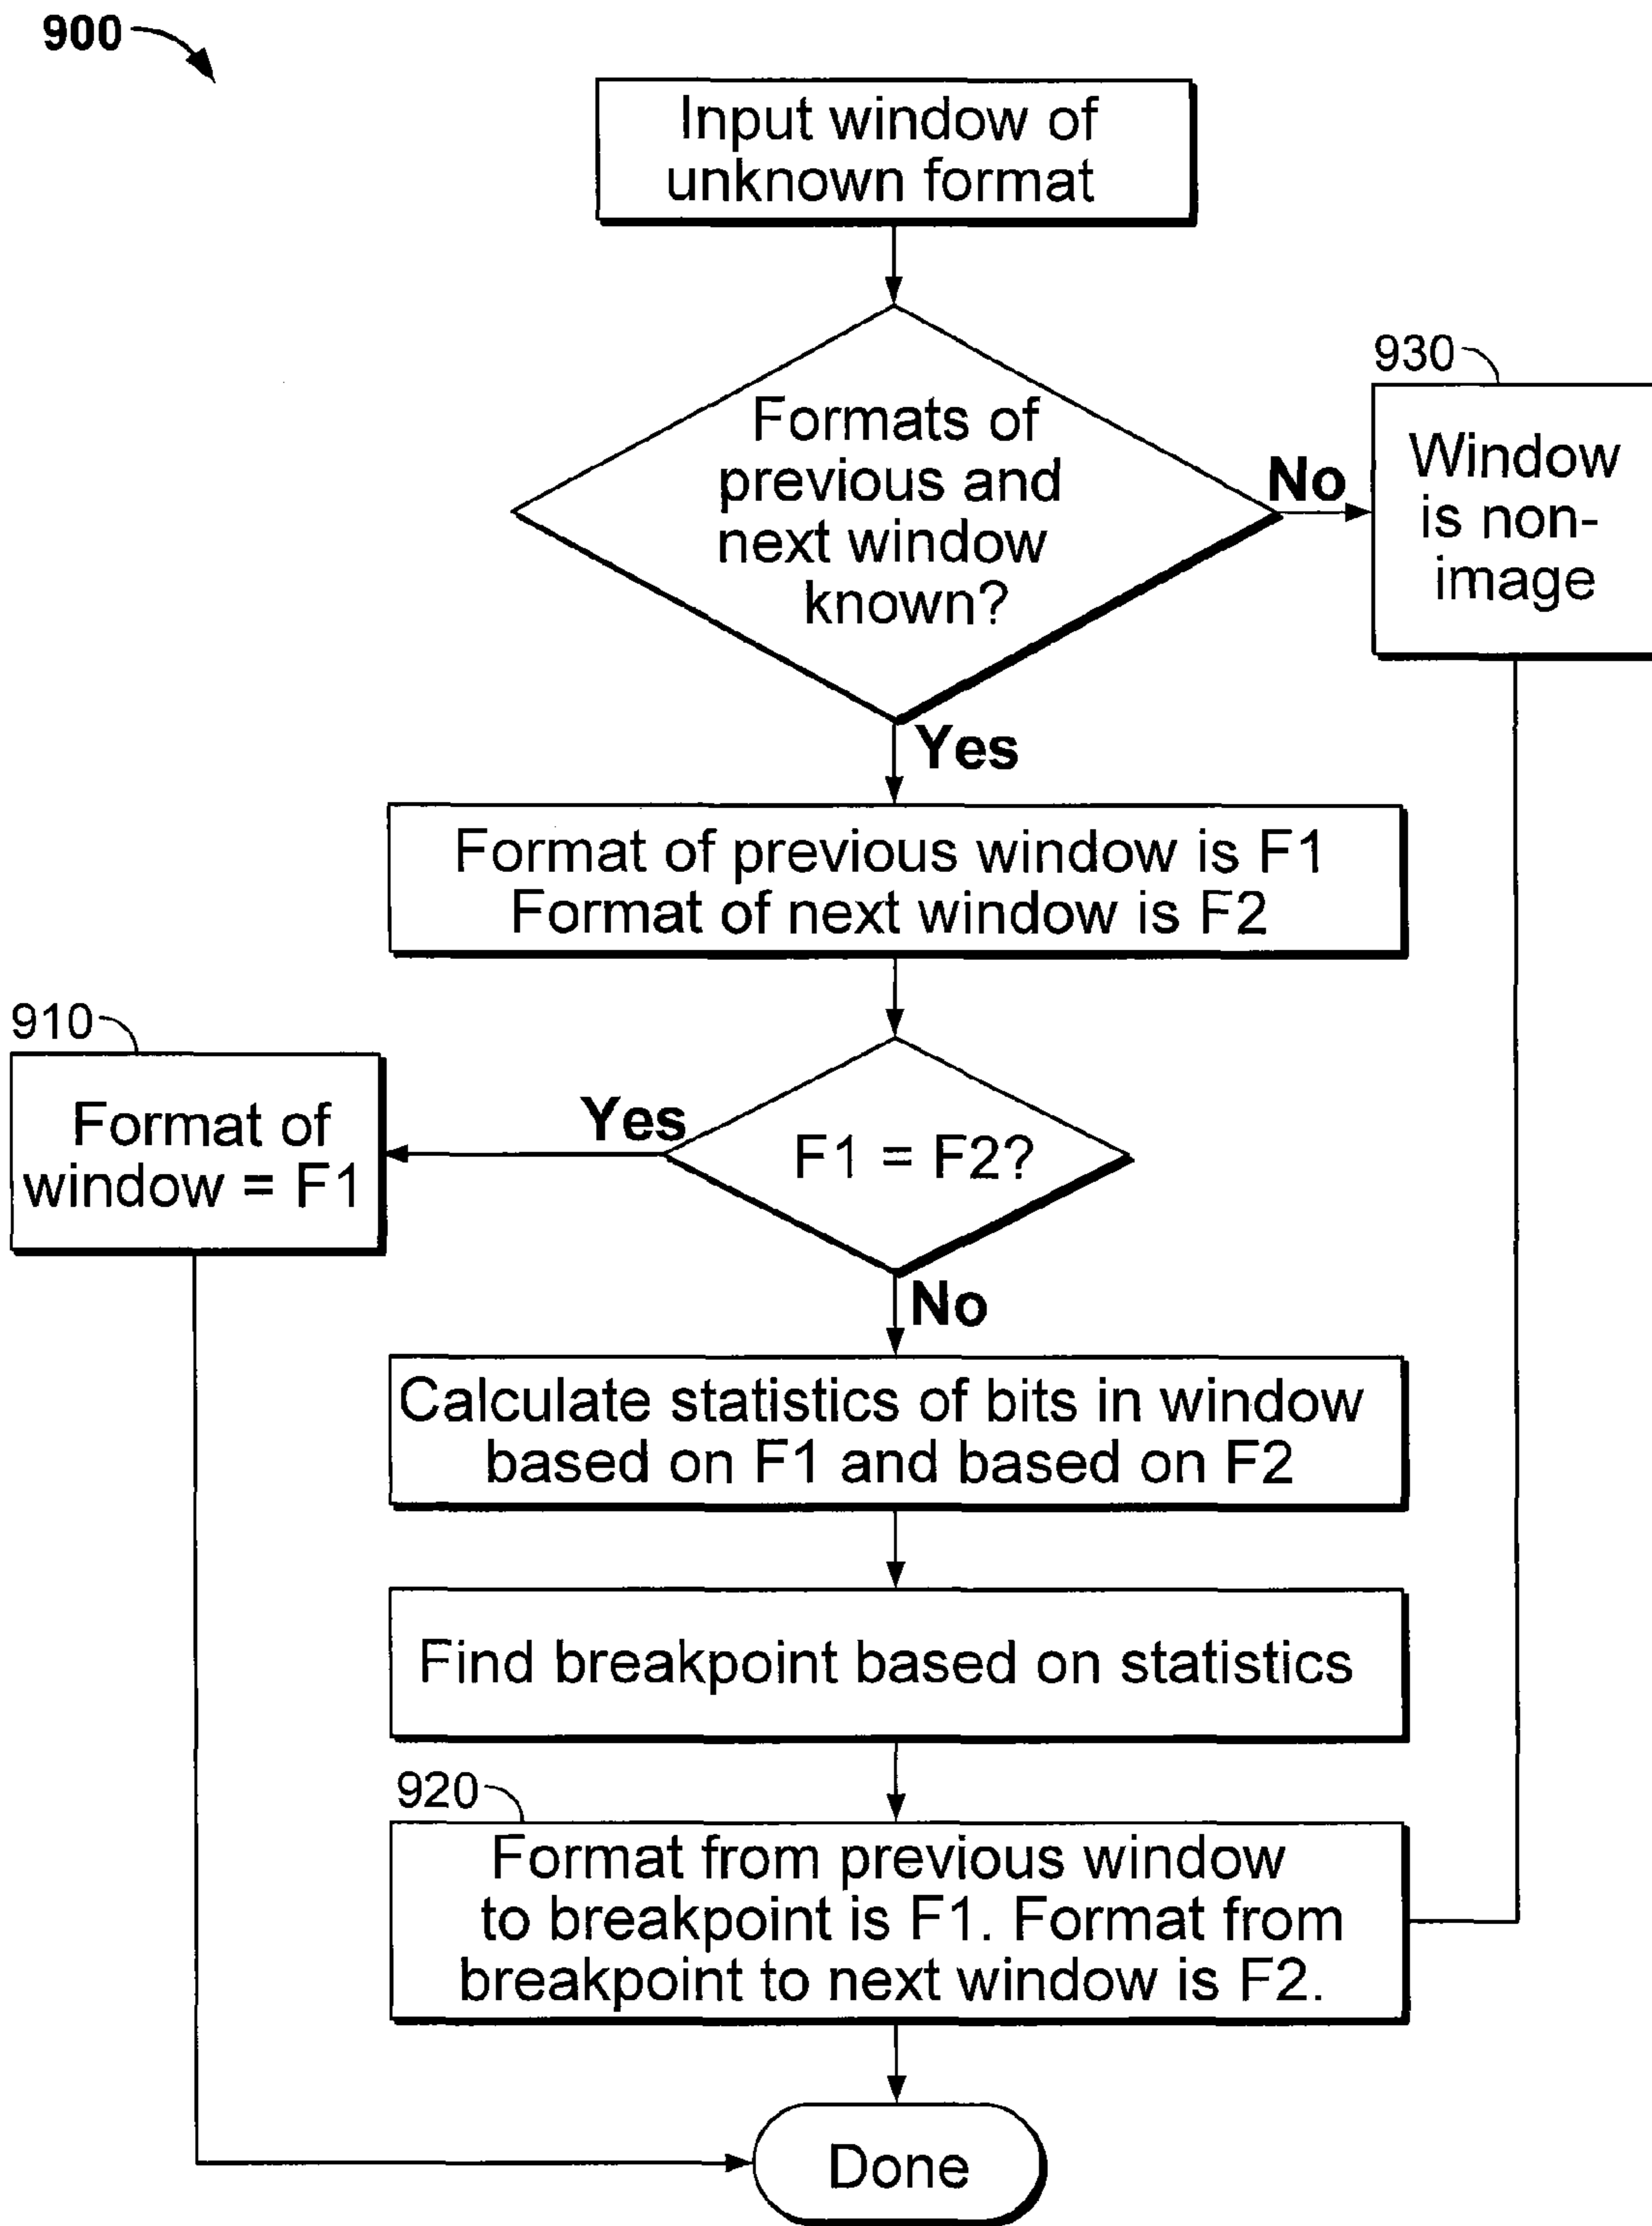 900
Input window of
unknown format
Formats of
previous and
next window
known?
No
930
Window
is non-
image
Yes
Format of previous window is F1
Format of next window is F2
910
Format of
window = F1
Yes
F1 = F2?
No
Calculate statistics of bits in window
based on F1 and based on F2
Find breakpoint based on statistics
920
Format from previous window
to breakpoint is F1. Format from
breakpoint to next window is F2.
Done